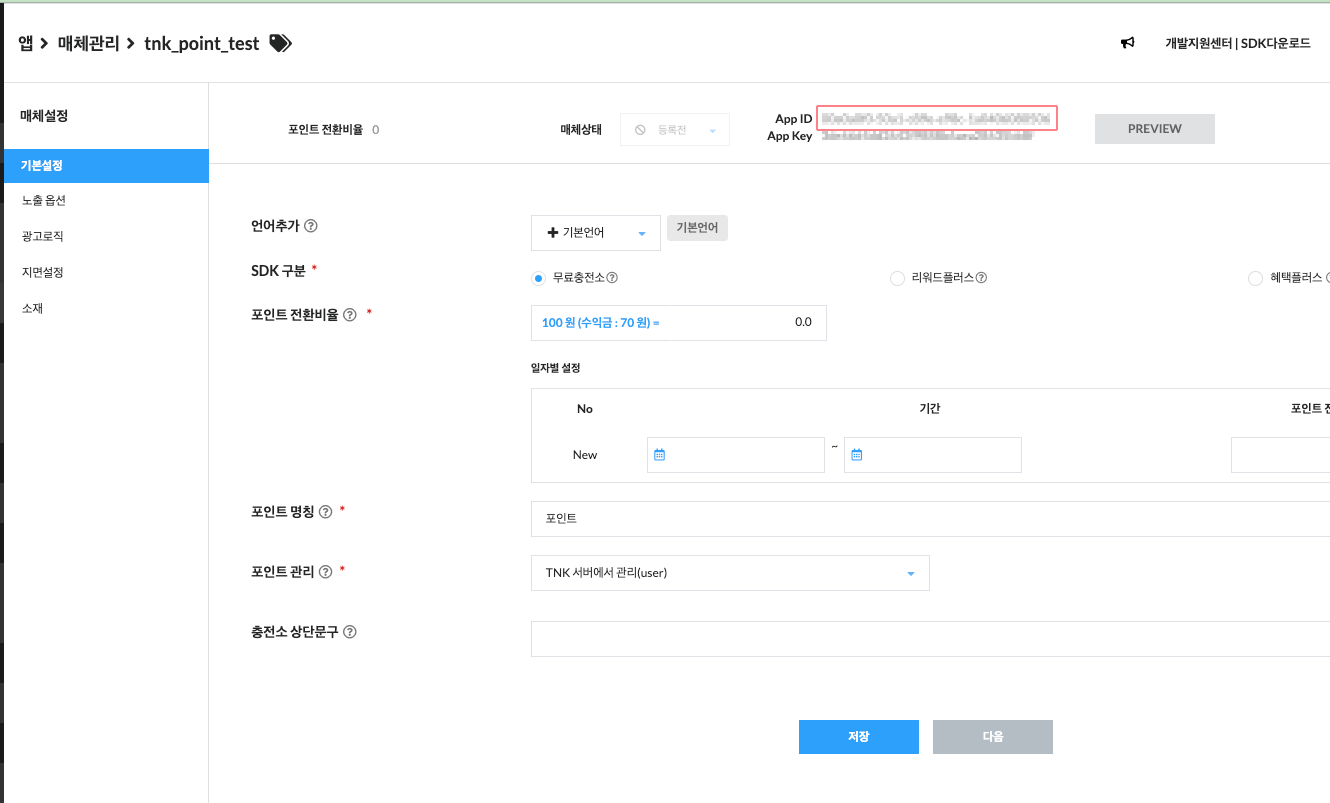 앱 > 매체관리 > tnk_point_test
개발지원센터 | SDK다운로드
매체설정
포인트 전환비율 0
매체상태
등록전
App ID
App Key
PREVIEW
기본설정
노출 옵션
광고로직
지면설정
소재
언어추가 ?
+ 기본언어
기본언어
SDK 구분 *
무료충전소 ?
리워드플러스 ?
혜택플러스
포인트 전환비율 ? *
100 원 (수익금 : 70 원) =
0.0
일자별 설정
No
기간
포인트
New
~
포인트 명칭 ? *
포인트
포인트 관리 ? *
TNK 서버에서 관리(user)
충전소 상단문구 ?
저장
다음